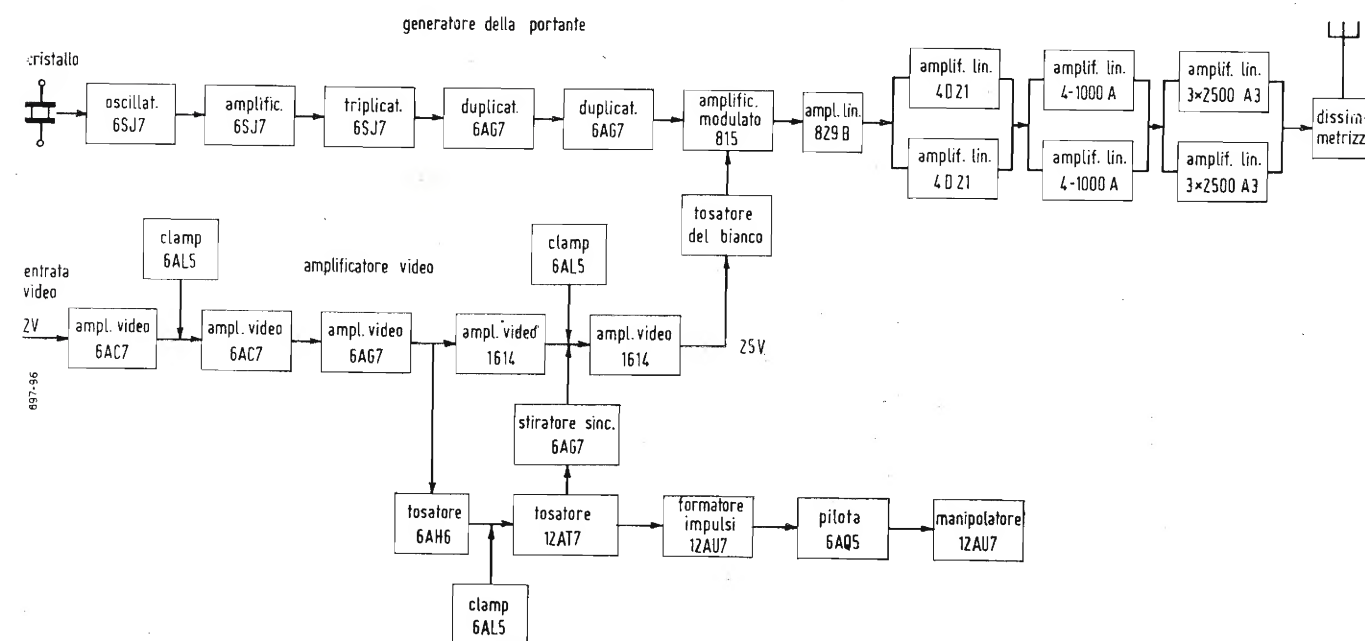 generatore della portante
cristallo
oscillat.
6SJ7
amplific.
6SJ7
triplicat.
6SJ7
duplicat.
6AG7
duplicat.
6AG7
amplific.
modulato
815
ampl. lin.
829 B
amplif. lin.
4D21
amplif. lin.
4D21
amplif. lin.
4-1000 A
amplif. lin.
4-1000 A
amplif. lin.
3×2500 A3
amplif. lin.
3×2500 A3
dissim-
metrizz
tosatore
del bianco
clamp
6AL5
amplificatore video
clamp
6AL5
entrata
video
2V
ampl. video
6AC7
ampl. video
6AC7
ampl. video
6AG7
ampl. video
1614
ampl. video
1614
25V
697-96
stiratore sinc.
6AG7
tosatore
6AH6
tosatore
12AT7
formatore
impulsi
12AU7
pilota
6AQ5
manipolatore
12AU7
clamp
6AL5